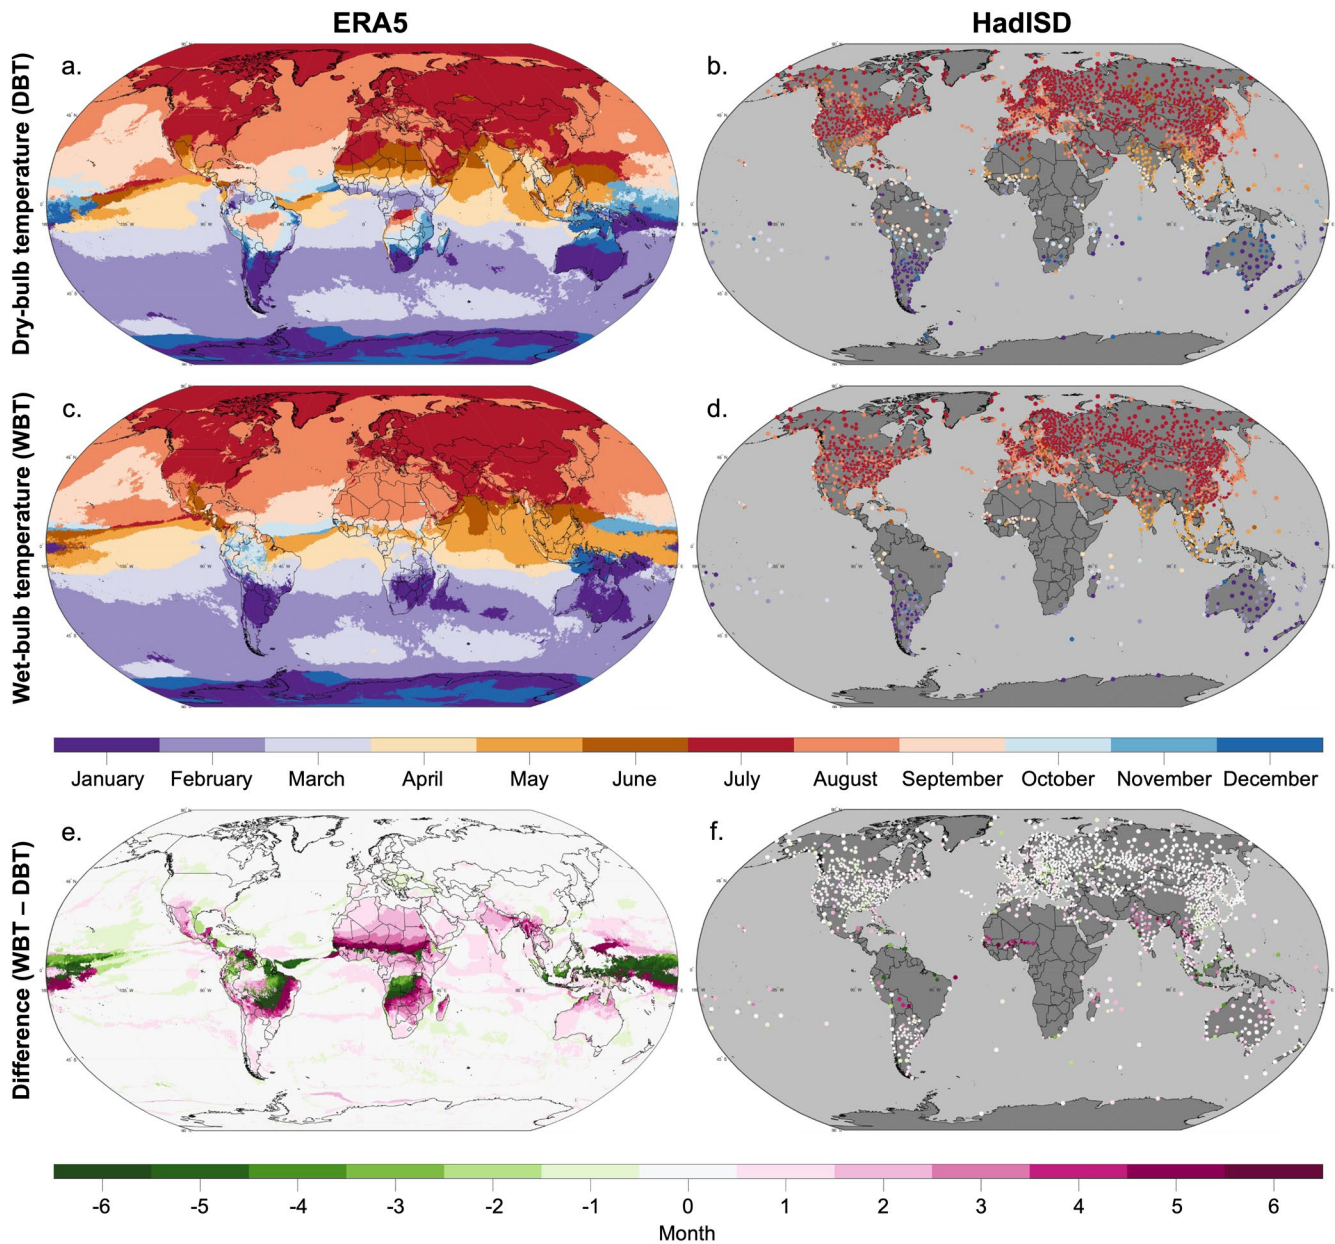 ERA5
HadISD
Dry-bulb temperature (DBT)
a.
b.
Wet-bulb temperature (WBT)
c.
d.
January February March April May June July August September October November December
Difference (WBT – DBT)
e.
f.
-6 -5 -4 -3 -2 -1 0 1 2 3 4 5 6
Month